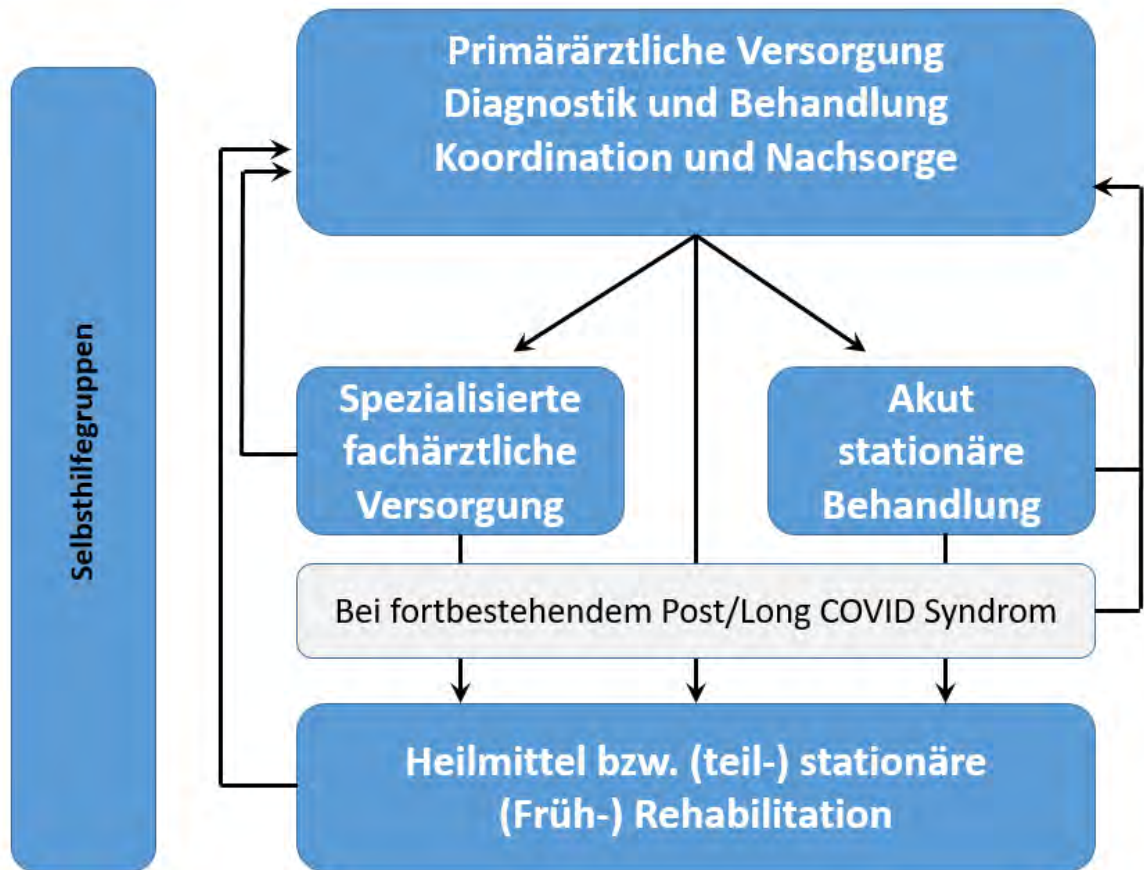 Primärärztliche Versorgung
Diagnostik und Behandlung
Koordination und Nachsorge
Selbsthilfegruppen
Spezialisierte
fachärztliche
Versorgung
Akut
stationäre
Behandlung
Bei fortbestehendem Post/Long COVID Syndrom
Heilmittel bzw. (teil-) stationäre
(Früh-) Rehabilitation